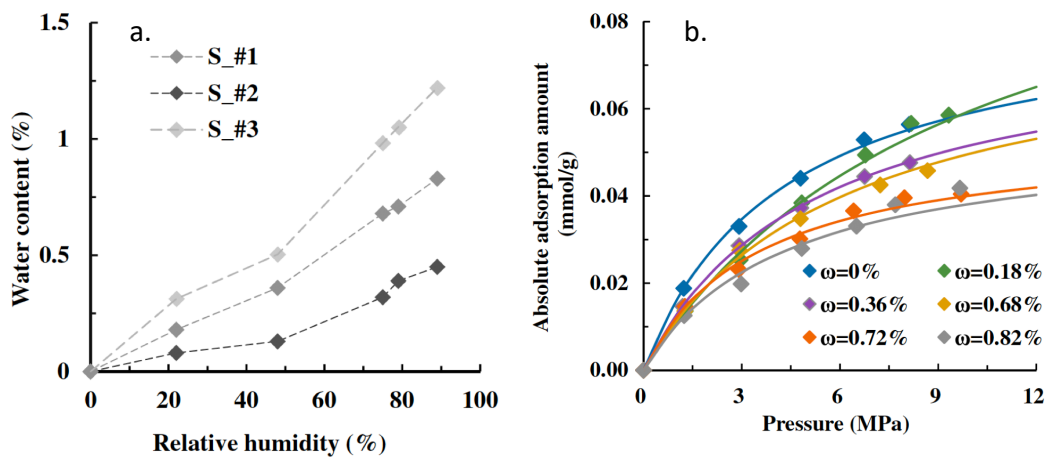 a.
1.5
1
0.5
0
S_#1
S_#2
S_#3
Water content (%)
0 20 40 60 80 100
Relative humidity (%)
b.
0.08
0.06
0.04
0.02
0.00
Absolute adsorption amount
(mmol/g)
ω=0% ω=0.18%
ω=0.36% ω=0.68%
ω=0.72% ω=0.82%
0 3 6 9 12
Pressure (MPa)